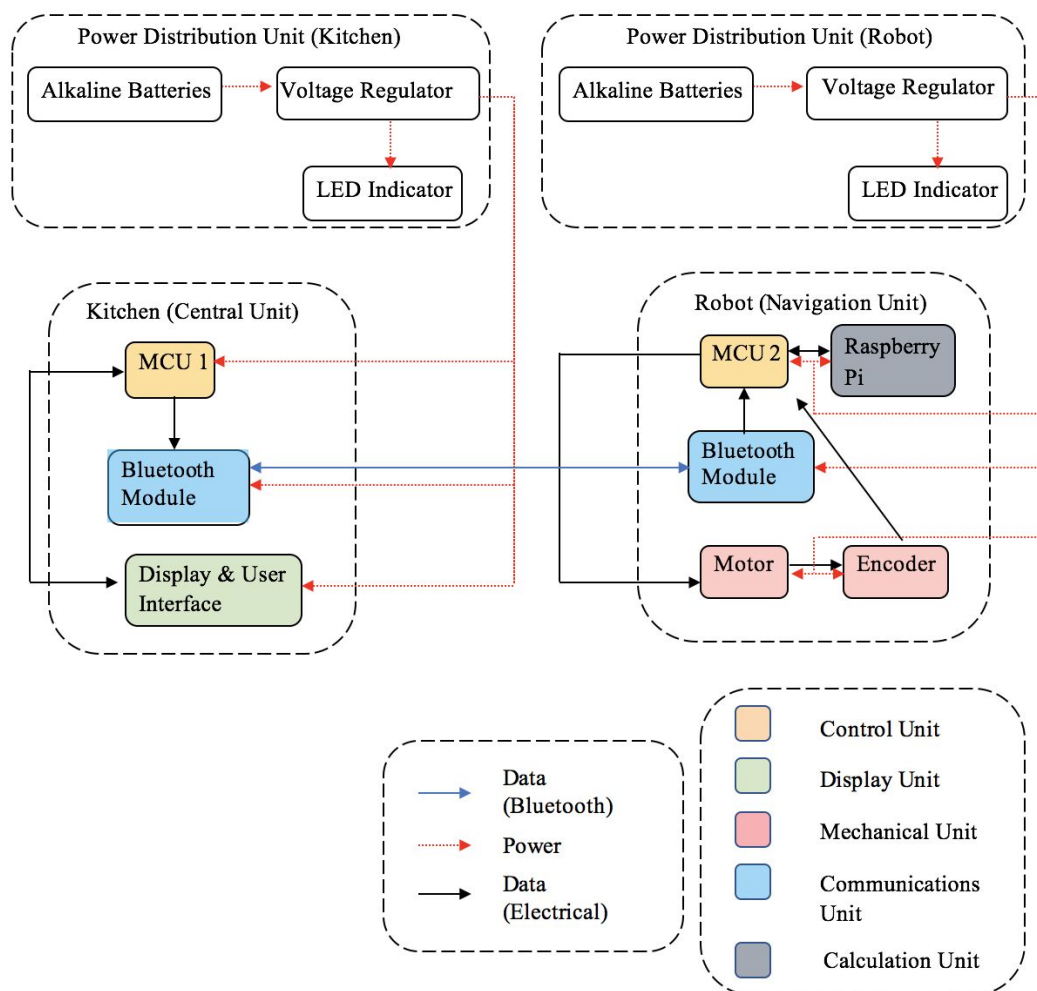 Power Distribution Unit (Kitchen)
Alkaline Batteries
Voltage Regulator
LED Indicator
Power Distribution Unit (Robot)
Alkaline Batteries
Voltage Regulator
LED Indicator
Kitchen (Central Unit)
MCU 1
Bluetooth
Module
Display & User
Interface
Robot (Navigation Unit)
MCU 2
Raspberry
Pi
Bluetooth
Module
Motor
Encoder
Data
(Bluetooth)
Power
Data
(Electrical)
Control Unit
Display Unit
Mechanical Unit
Communications
Unit
Calculation Unit